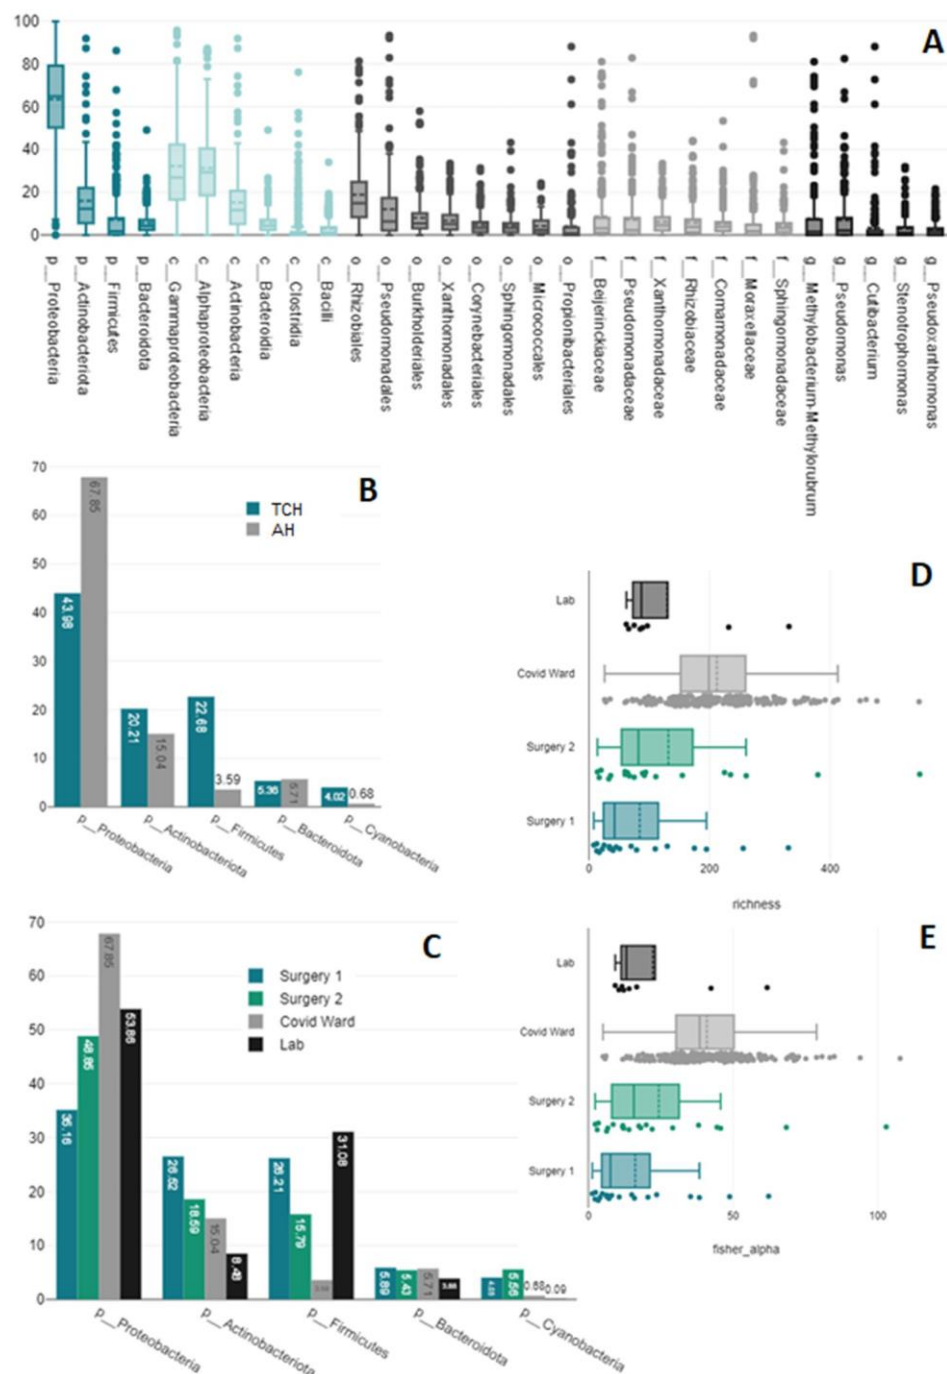 A
100
80
60
40
20
0
p__Proteobacteria
p__Actinobacteriota
p__Firmicutes
p__Bacteroidota
c__Gammaproteobacteria
c__Alphaproteobacteria
c__Actinobacteria
c__Bacteroidia
c__Clostridia
c__Bacilli
o__Rhizobiales
o__Pseudomonadales
o__Burkholderiales
o__Xanthomonadales
o__Corynebacteriales
o__Sphingomonadales
o__Micrococcales
o__Propionibacteriales
f__Beijerinckiaceae
f__Pseudomonadaceae
f__Xanthomonadaceae
f__Rhizobiaceae
f__Comamonadaceae
f__Moraxellaceae
f__Sphingomonadaceae
g__Methylobacterium-Methylorubrum
g__Pseudomonas
g__Cutibacterium
g__Stenotrophomonas
g__Pseudoxanthomonas
B
70
60
50
40
30
20
10
0
TCH
AH
43.98
67.85
20.21
15.04
22.68
3.59
5.36
5.71
4.02
0.68
p__Proteobacteria
p__Actinobacteriota
p__Firmicutes
p__Bacteroidota
p__Cyanobacteria
C
70
60
50
40
30
20
10
0
Surgery 1
Surgery 2
Covid Ward
Lab
35.16
48.85
67.85
53.86
26.52
18.59
15.04
8.48
26.21
15.79
31.08
5.89
5.43
5.71
5.56
0.68
0.09
p__Proteobacteria
p__Actinobacteriota
p__Firmicutes
p__Bacteroidota
p__Cyanobacteria
D
Lab
Covid Ward
Surgery 2
Surgery 1
0
200
400
richness
E
Lab
Covid Ward
Surgery 2
Surgery 1
0
50
100
fisher_alpha